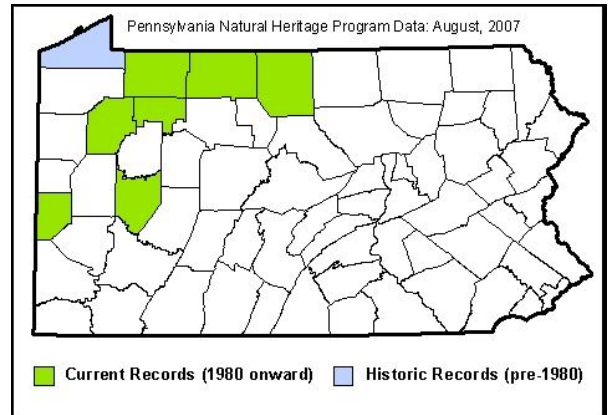 Pennsylvania Natural Heritage Program Data: August, 2007
Current Records (1980 onward) Historic Records (pre-1980)